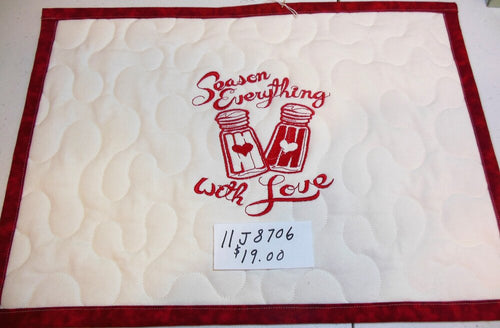 Season
Everything
with Love
11J8706
$19.00